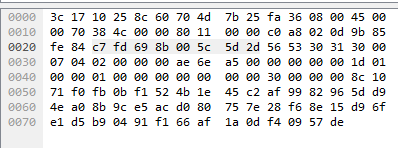 0000 3c 17 10 25 8c 60 70 4d 7b 25 fa 36 08 00 45 00
0010 00 70 38 4c 00 00 80 11 00 00 c0 a8 02 0d 9b 85
0020 fe 84 c7 fd 69 8b 00 5c 5d 2d 56 53 30 31 30 00
0030 07 04 02 00 00 00 ae 6e a5 00 00 00 00 00 1d 01
0040 00 00 01 00 00 00 00 00 00 00 30 00 00 00 8c 10
0050 71 f0 fb 0b f1 52 4b 1e 45 c2 af 99 82 96 5d d9
0060 4e a0 8b 9c e5 ac d0 80 75 7e 28 f6 8e 15 d9 6f
0070 e1 d5 b9 04 91 f1 66 af 1a 0d f4 09 57 de